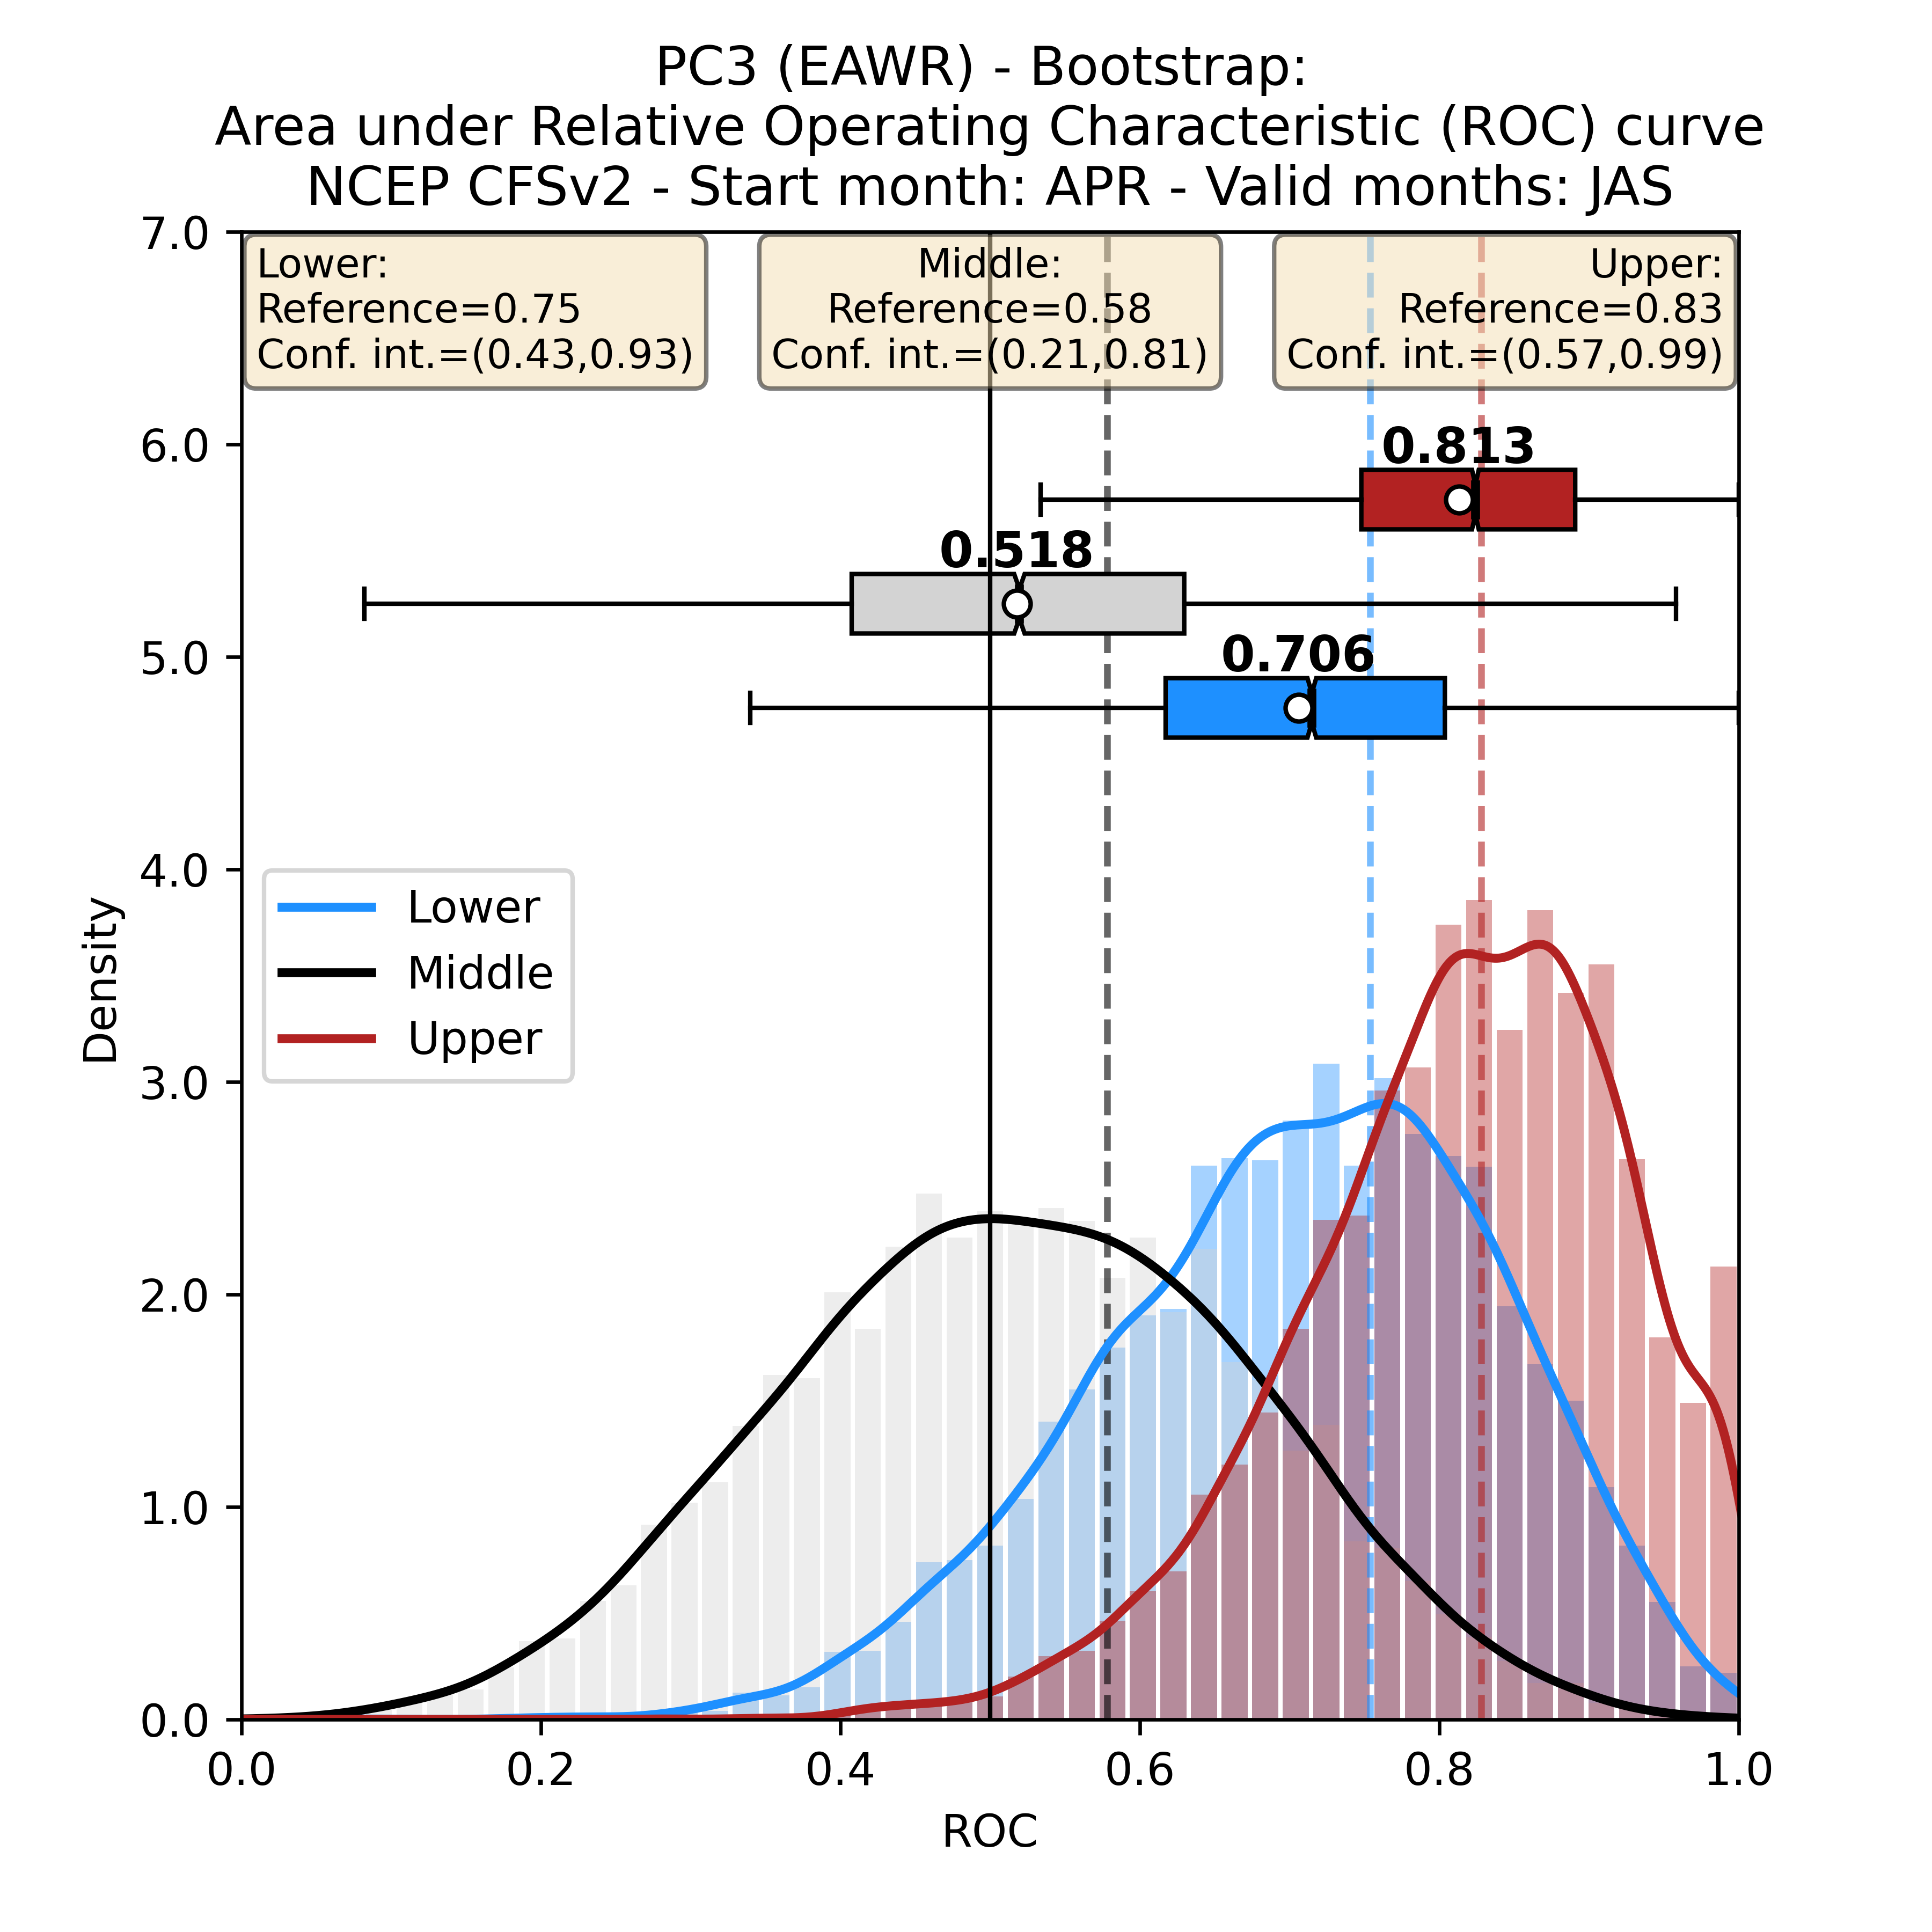 PC3 (EAWR) - Bootstrap:
Area under Relative Operating Characteristic (ROC) curve
NCEP CFSv2 - Start month: APR - Valid months: JAS
Lower:
Reference=0.75
Conf. int.=(0.43,0.93)
Middle:
Reference=0.58
Conf. int.=(0.21,0.81)
Upper:
Reference=0.83
Conf. int.=(0.57,0.99)
0.813
0.518
0.706
Lower
Middle
Upper
Density
7.0
6.0
5.0
4.0
3.0
2.0
1.0
0.0
0.0 0.2 0.4 0.6 0.8 1.0
ROC